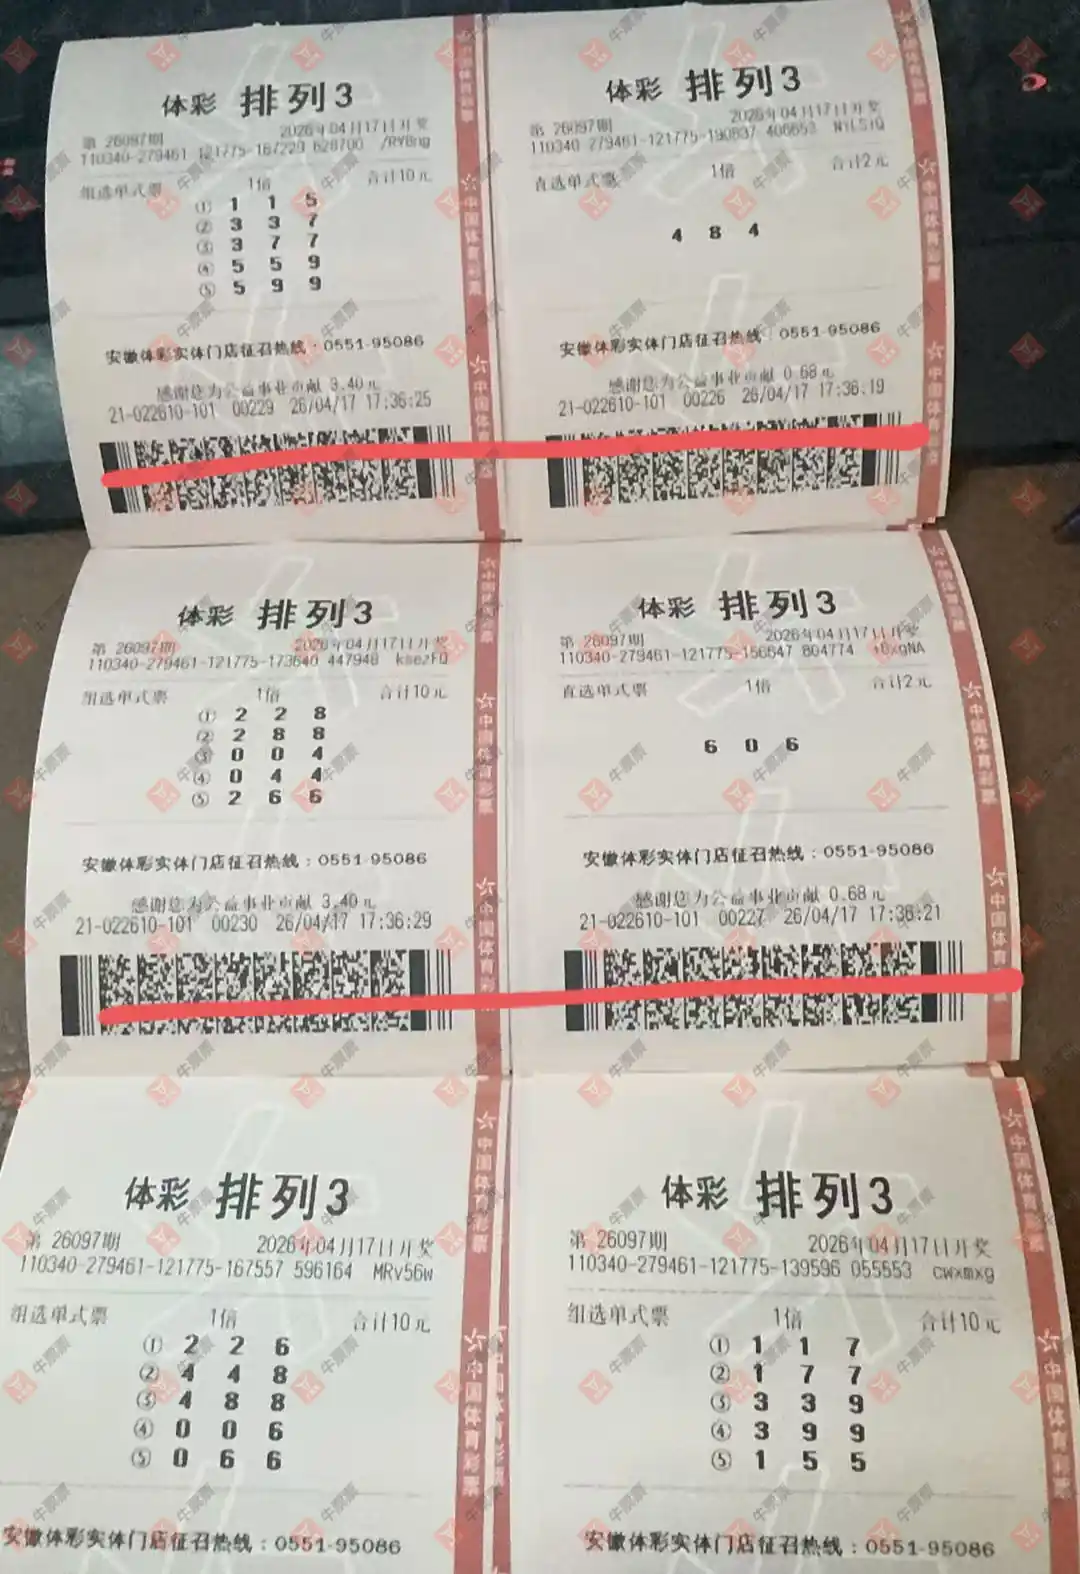 体彩 排列3
第 26097期 2026年04月17日开奖
110340-279461-121775-167229 628700 /RYBng
组选单式票 1倍 合计10元
① 1 1 5
② 3 3 7
③ 3 7 7
④ 5 5 9
⑤ 5 9 9
安徽体彩实体门店征召热线：0551-95086
感谢您为公益事业贡献 3.40元
21-022610-101 00229 26/04/17 17:36:25
体彩 排列3
第 26097期 2026年04月17日开奖
110340-279461-121775-190837 406653
直选单式票 1倍 合计2元
4 8 4
安徽体彩实体门店征召热线：0551-95086
感谢您为公益事业贡献 0.68元
21-022610-101 00226 26/04/17 17:36:19
体彩 排列3
第 26097期 2026年04月17日开奖
110340-279461-121775-173640 447948 ksezFQ
组选单式票 1倍 合计10元
① 2 2 8
② 2 8 8
③ 0 0 4
④ 0 4 4
⑤ 2 6 6
安徽体彩实体门店征召热线：0551-95086
感谢您为公益事业贡献 3.40元
21-022610-101 00230 26/04/17 17:36:29
体彩 排列3
第 26097期 2026年04月17日开奖
110340-279461-121775-156647 804774
直选单式票 1倍 合计2元
6 0 6
安徽体彩实体门店征召热线：0551-95086
感谢您为公益事业贡献 0.68元
21-022610-101 00227 26/04/17 17:36:21
体彩 排列3
第 26097期 2026年04月17日开奖
110340-279461-121775-167557 596164 MRv56w
组选单式票 1倍 合计10元
① 2 2 6
② 4 4 8
③ 4 8 8
④ 0 0 6
⑤ 0 6 6
安徽体彩实体门店征召热线：0551-95086
体彩 排列3
第 26097期 2026年04月17日开奖
110340-279461-121775-139596 055553 cwxmxg
组选单式票 1倍 合计10元
① 1 1 7
② 1 7 7
③ 3 3 9
④ 3 9 9
⑤ 1 5 5
安徽体彩实体门店征召热线：0551-95086
中国体育彩票
牛票票